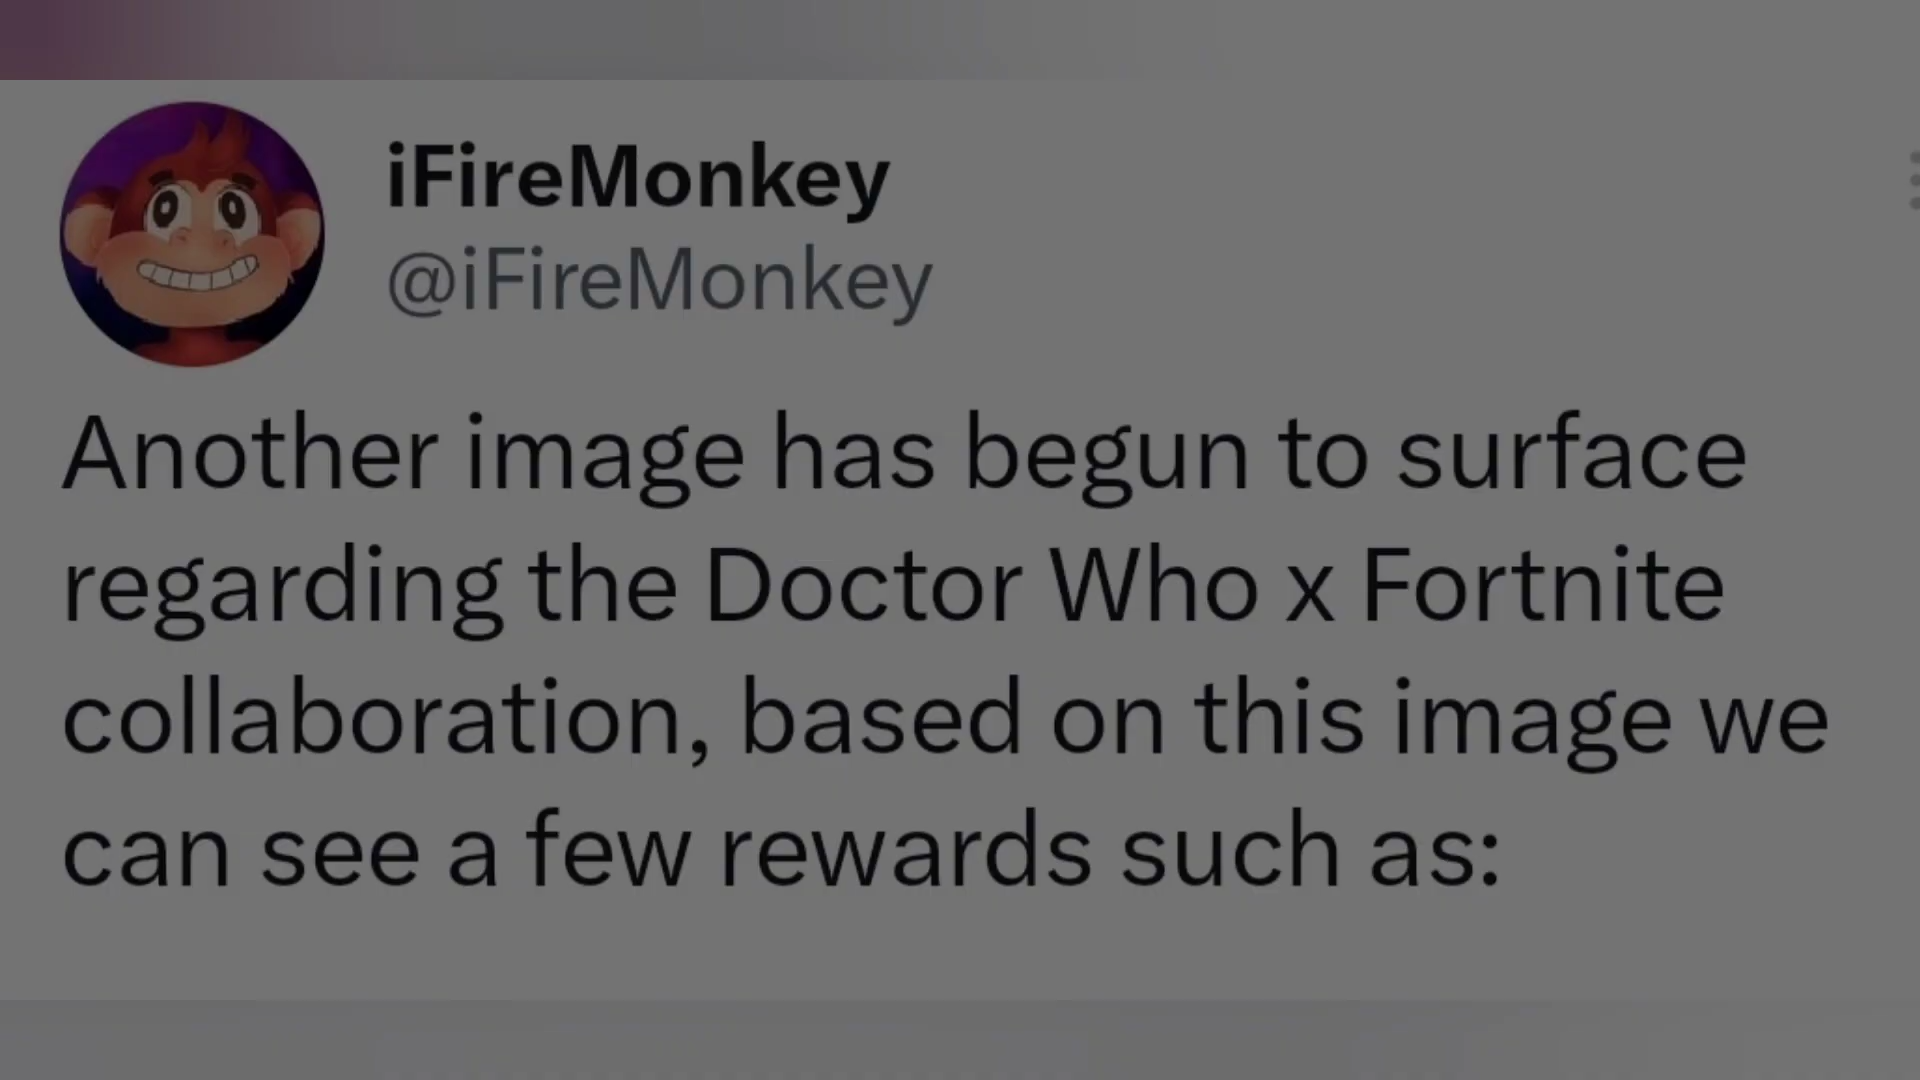 iFireMonkey
@iFireMonkey
Another image has begun to surface
regarding the Doctor Who x Fortnite
collaboration, based on this image we
can see a few rewards such as: